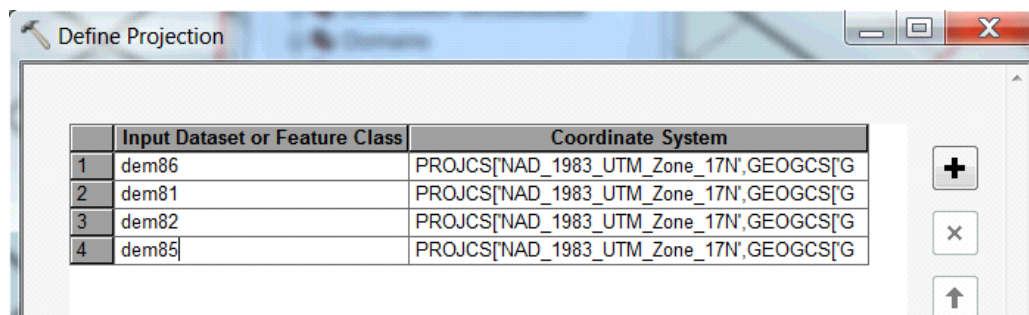 Define Projection
Domains
Input Dataset or Feature Class Coordinate System
1 dem86 PROJCS['NAD_1983_UTM_Zone_17N',GEOGCS['G
2 dem81 PROJCS['NAD_1983_UTM_Zone_17N',GEOGCS['G
3 dem82 PROJCS['NAD_1983_UTM_Zone_17N',GEOGCS['G
4 dem85 PROJCS['NAD_1983_UTM_Zone_17N',GEOGCS['G